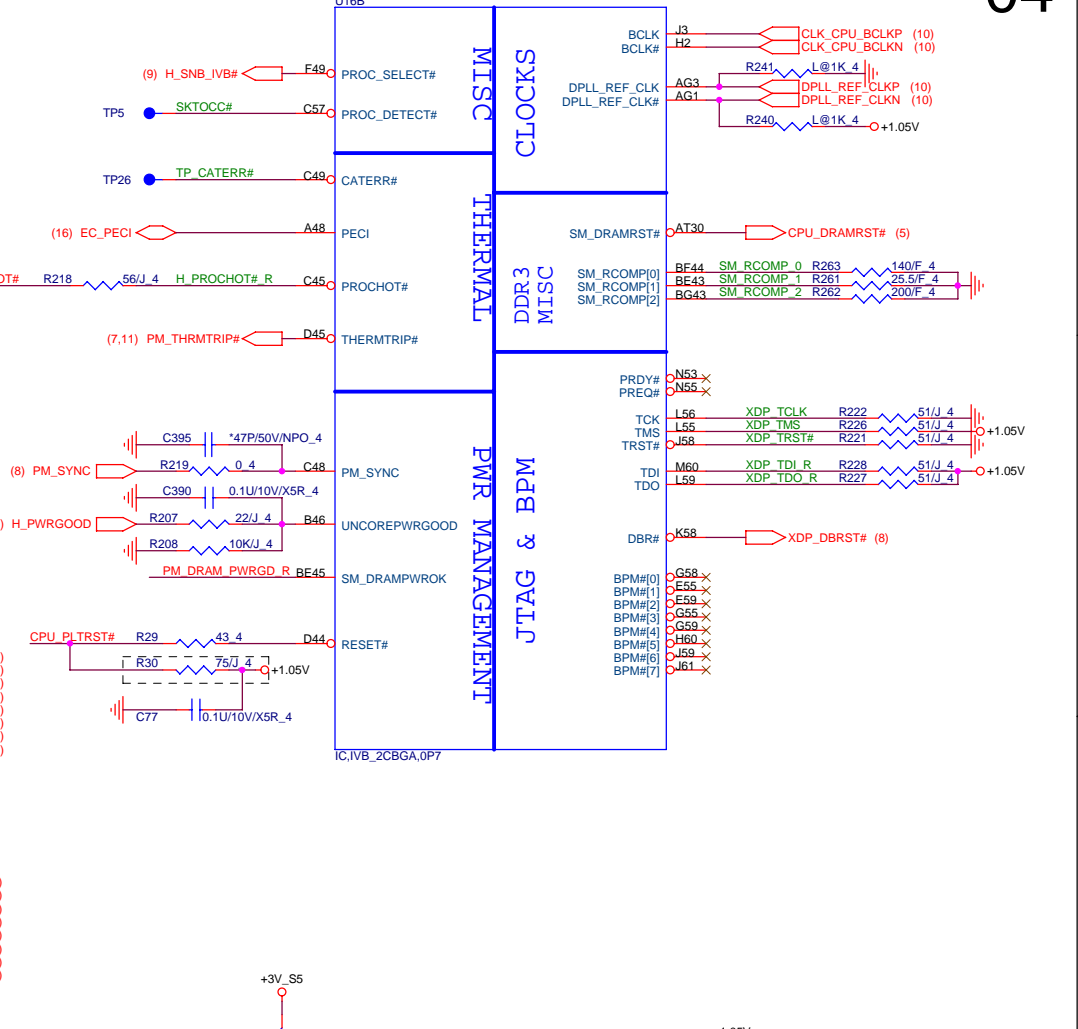 04
U16B
MISC
CLOCKS
THERMAL
DDR3
MISC
PWR MANAGEMENT
JTAG & BPM
(9) H_SNB_IVB# F49 PROC_SELECT#
TP5 SKTOCC# C57 PROC_DETECT#
TP26 TP_CATERR# C49 CATERR#
(16) EC_PECI A48 PECI
OT# R218 56/J_4 H_PROCHOT#_R C45 PROCHOT#
(7,11) PM_THRMTRIP# D45 THERMTRIP#
C395 *47P/50V/NPO_4
(8) PM_SYNC R219 0_4 C48 PM_SYNC
C390 0.1U/10V/X5R_4
) H_PWRGOOD R207 22/J_4 B46 UNCOREPWRGOOD
R208 10K/J_4
PM_DRAM_PWRGD_R BE45 SM_DRAMPWROK
CPU_PLTRST# R29 43_4 D44 RESET#
R30 75/J_4 +1.05V
C77 0.1U/10V/X5R_4
BCLK J3 CLK_CPU_BCLKP (10)
BCLK# H2 CLK_CPU_BCLKN (10)
R241 L@1K_4
DPLL_REF_CLK AG3 DPLL_REF_CLKP (10)
DPLL_REF_CLK# AG1 DPLL_REF_CLKN (10)
R240 L@1K_4 +1.05V
SM_DRAMRST# AT30 CPU_DRAMRST# (5)
SM_RCOMP[0] BF44 SM_RCOMP_0 R263 140/F_4
SM_RCOMP[1] BE43 SM_RCOMP_1 R261 25.5/F_4
SM_RCOMP[2] BG43 SM_RCOMP_2 R262 200/F_4
PRDY# N53
PREQ# N55
TCK L56 XDP_TCLK R222 51/J_4
TMS L55 XDP_TMS R226 51/J_4 +1.05V
TRST# J58 XDP_TRST# R221 51/J_4
TDI M60 XDP_TDI_R R228 51/J_4 +1.05V
TDO L59 XDP_TDO_R R227 51/J_4
DBR# K58 XDP_DBRST# (8)
BPM#[0] G58
BPM#[1] E55
BPM#[2] E59
BPM#[3] G55
BPM#[4] G59
BPM#[5] H60
BPM#[6] J59
BPM#[7] J61
IC,IVB_2CBGA,0P7
+3V_S5